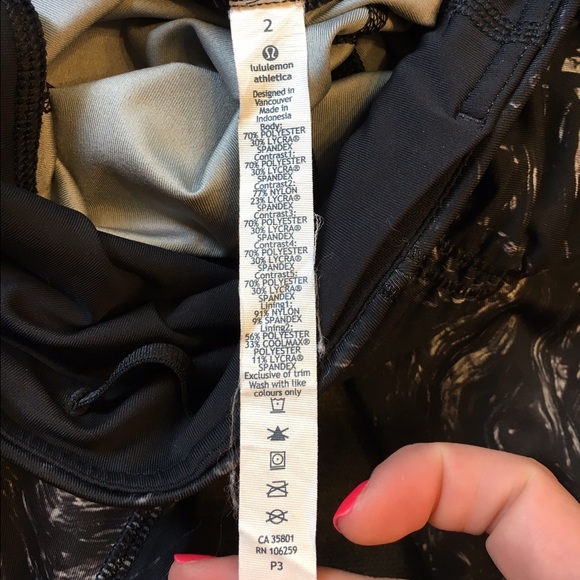 2
lululemon
athletica
Designed in
Vancouver
Made in
Indonesia
Body:
70% POLYESTER
30% LYCRA®
SPANDEX
Contrast1:
70% POLYESTER
30% LYCRA®
SPANDEX
Contrast2:
77% NYLON
23% LYCRA®
SPANDEX
Contrast3:
70% POLYESTER
30% LYCRA®
SPANDEX
Contrast4:
70% POLYESTER
30% LYCRA®
SPANDEX
Contrast5:
70% POLYESTER
30% LYCRA®
SPANDEX
Lining1:
91% NYLON
9% SPANDEX
Lining2:
56% POLYESTER
33% COOLMAX®
POLYESTER
11% LYCRA®
SPANDEX
Exclusive of trim
Wash with like
colours only
CA 35801
RN 106259
P3